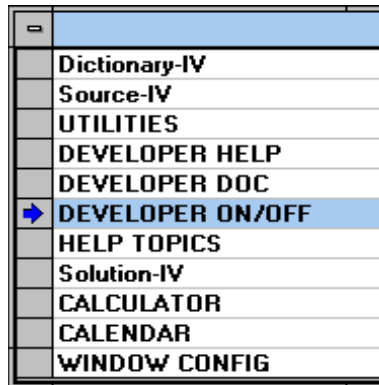 Dictionary-IV
Source-IV
UTILITIES
DEVELOPER HELP
DEVELOPER DOC
DEVELOPER ON/OFF
HELP TOPICS
Solution-IV
CALCULATOR
CALENDAR
WINDOW CONFIG